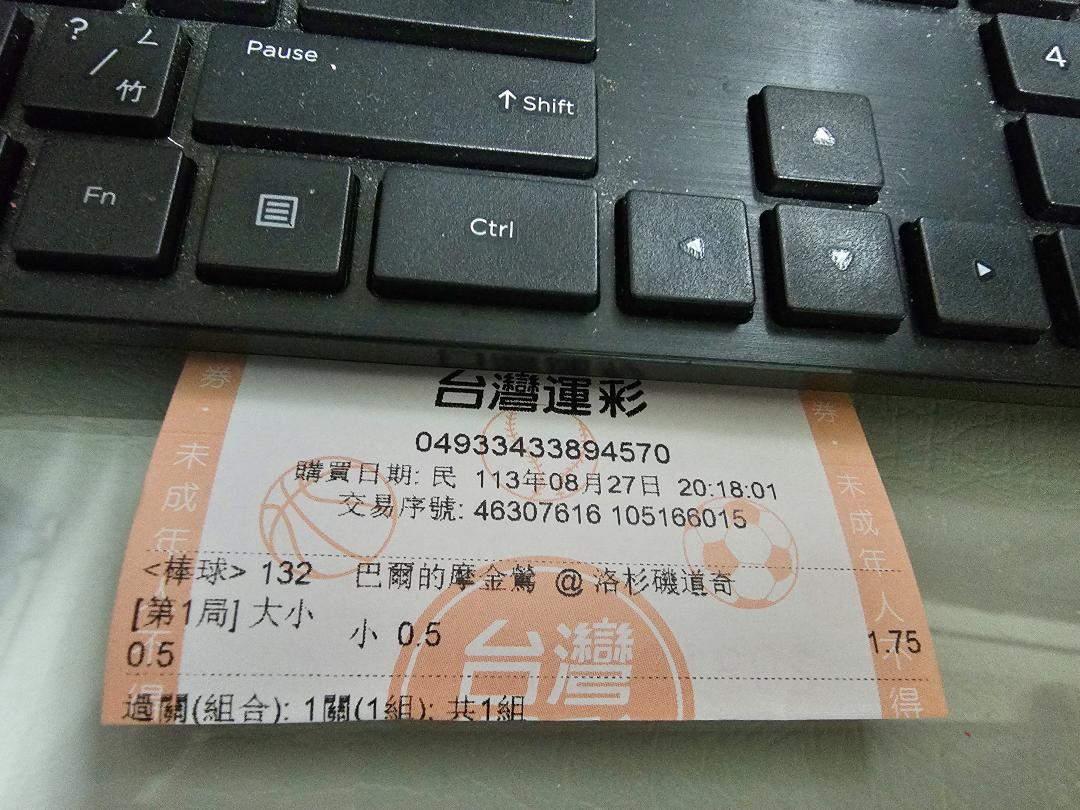 ? ㄥ
/ 竹
Pause
↑ Shift
4
Fn
Ctrl
台灣運彩
04933433894570
購買日期: 民 113年08月27日 20:18:01
交易序號: 46307616 105166015
<棒球> 132 巴爾的摩金鶯 @ 洛杉磯道奇
[第1局] 大小
小 0.5
1.75
0.5
過關(組合): 1關(1組): 共1組
券・未成年人不得
券・未成年人不得
台灣